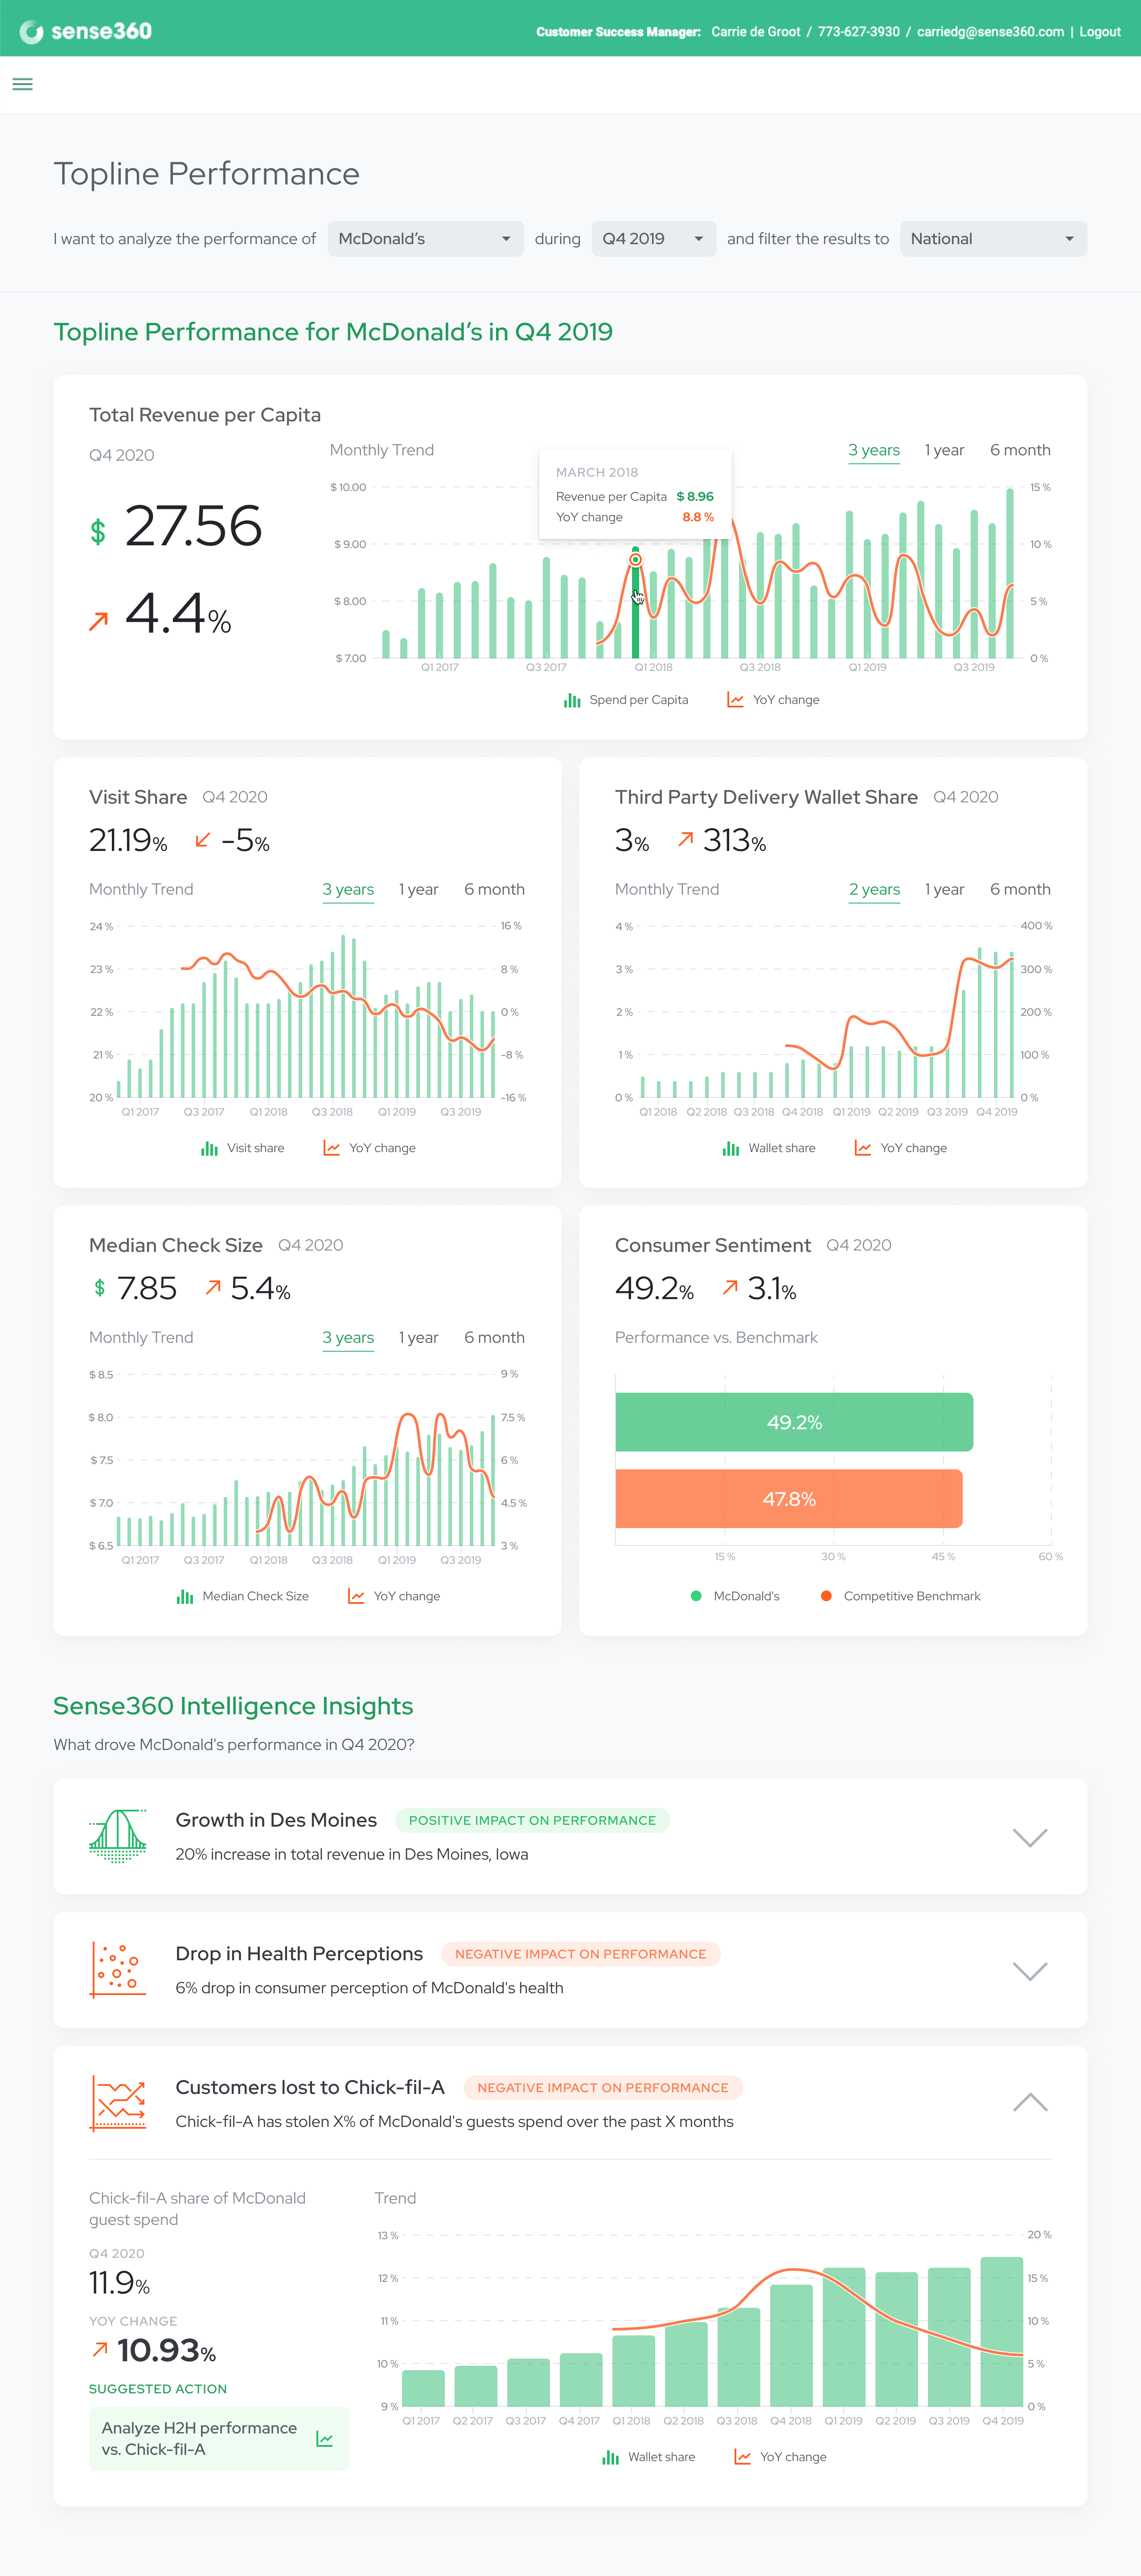 sense360
Customer Success Manager: Carrie de Groot / 773-627-3930 / carriedg@sense360.com | Logout
Topline Performance
I want to analyze the performance of McDonald's during Q4 2019 and filter the results to National
Topline Performance for McDonald's in Q4 2019
Total Revenue per Capita
Q4 2020
$ 27.56
4.4%
Monthly Trend
3 years 1 year 6 month
MARCH 2018
Revenue per Capita $ 8.96
YoY change 8.8 %
$ 10.00 15 %
$ 9.00 10 %
$ 8.00 5 %
$ 7.00 0 %
Q1 2017 Q3 2017 Q1 2018 Q3 2018 Q1 2019 Q3 2019
Spend per Capita YoY change
Visit Share Q4 2020
21.19% -5%
Monthly Trend 3 years 1 year 6 month
24 % 16 %
23 % 8 %
22 % 0 %
21 % -8 %
20 % -16 %
Q1 2017 Q3 2017 Q1 2018 Q3 2018 Q1 2019 Q3 2019
Visit share YoY change
Third Party Delivery Wallet Share Q4 2020
3% 313%
Monthly Trend 2 years 1 year 6 month
4 % 400 %
3 % 300 %
2 % 200 %
1 % 100 %
0 % 0 %
Q1 2018 Q2 2018 Q3 2018 Q4 2018 Q1 2019 Q2 2019 Q3 2019 Q4 2019
Wallet share YoY change
Median Check Size Q4 2020
$ 7.85 5.4%
Monthly Trend 3 years 1 year 6 month
$ 8.5 9 %
$ 8.0 7.5 %
$ 7.5 6 %
$ 7.0 4.5 %
$ 6.5 3 %
Q1 2017 Q3 2017 Q1 2018 Q3 2018 Q1 2019 Q3 2019
Median Check Size YoY change
Consumer Sentiment Q4 2020
49.2% 3.1%
Performance vs. Benchmark
49.2%
47.8%
15 % 30 % 45 % 60 %
McDonald's Competitive Benchmark
Sense360 Intelligence Insights
What drove McDonald's performance in Q4 2020?
Growth in Des Moines POSITIVE IMPACT ON PERFORMANCE
20% increase in total revenue in Des Moines, Iowa
Drop in Health Perceptions NEGATIVE IMPACT ON PERFORMANCE
6% drop in consumer perception of McDonald's health
Customers lost to Chick-fil-A NEGATIVE IMPACT ON PERFORMANCE
Chick-fil-A has stolen X% of McDonald's guests spend over the past X months
Chick-fil-A share of McDonald
guest spend
Q4 2020
11.9%
YOY CHANGE
10.93%
SUGGESTED ACTION
Analyze H2H performance
vs. Chick-fil-A
Trend
13 % 20 %
12 % 15 %
11 % 10 %
10 % 5 %
9 % 0 %
Q1 2017 Q2 2017 Q3 2017 Q4 2017 Q1 2018 Q2 2018 Q3 2018 Q4 2018 Q1 2019 Q2 2019 Q3 2019 Q4 2019
Wallet share YoY change